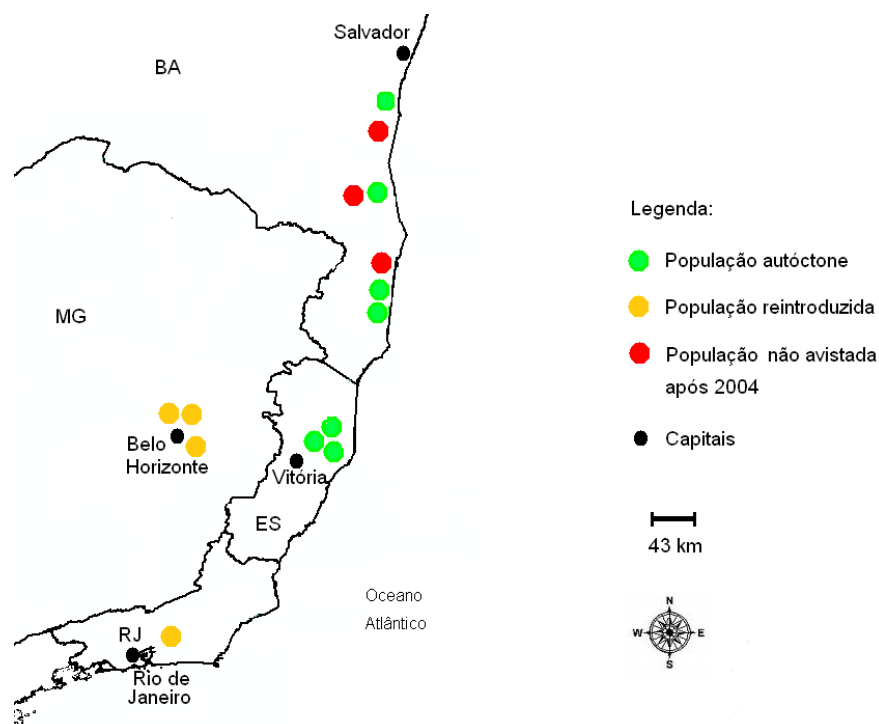 Salvador
BA
MG
Belo
Horizonte
Vitória
ES
RJ
Rio de
Janeiro
Oceano
Atlântico
Legenda:
População autóctone
População reintroduzida
População não avistada
após 2004
Capitais
43 km
N
W
E
S